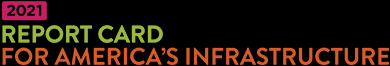 2021
REPORT CARD
FOR AMERICA'S INFRASTRUCTURE